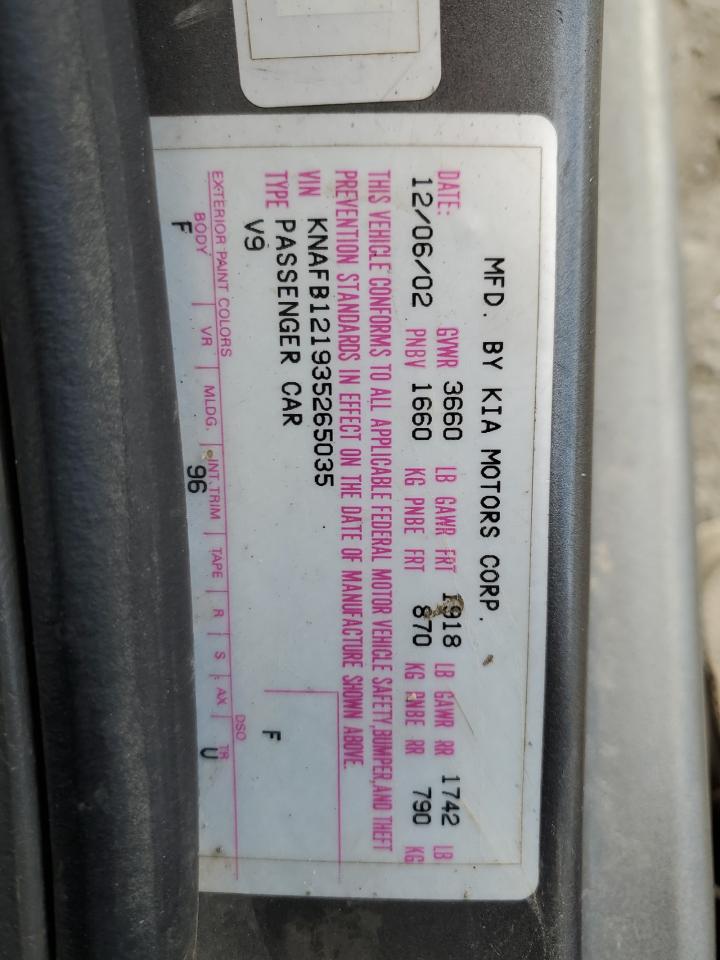 MFD. BY KIA MOTORS CORP.
DATE: GVWR 3660 LB GAWR FRT 1918 LB GAWR RR 1742 LB
12/06/02 PNBV 1660 KG PNBE FRT 870 KG PNBE RR 790 KG
THIS VEHICLE CONFORMS TO ALL APPLICABLE FEDERAL MOTOR VEHICLE SAFETY,BUMPER,AND THEFT
PREVENTION STANDARDS IN EFFECT ON THE DATE OF MANUFACTURE SHOWN ABOVE.
VIN KNAFB121935265035
TYPE PASSENGER CAR
V9 F
EXTERIOR PAINT COLORS DSO
BODY VR MLDG. INT.TRIM TAPE R S AX TR
F 96 U